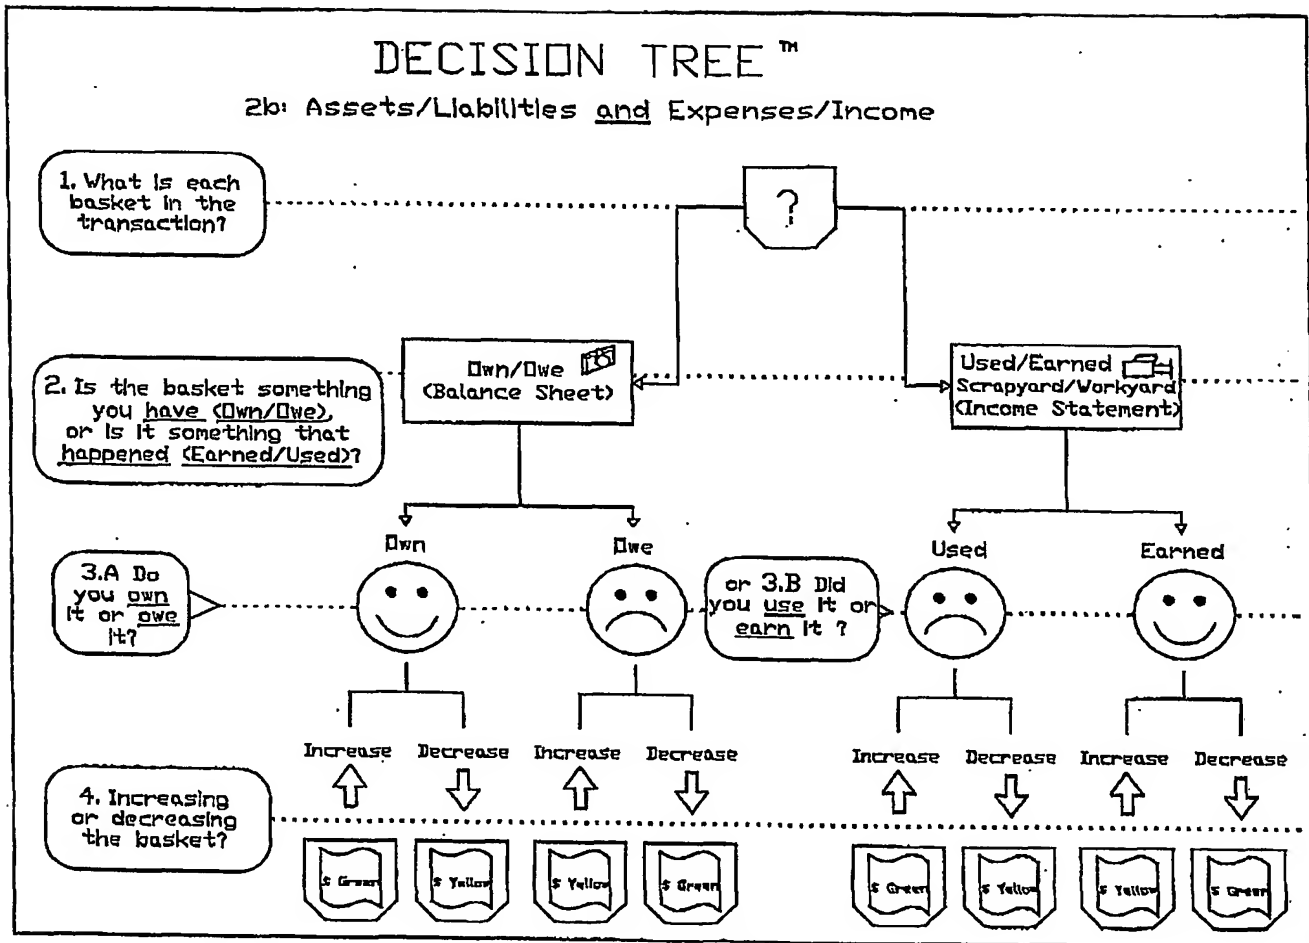 DECISION TREE™
2b: Assets/Liabilities and Expenses/Income
1. What is each
basket in the
transaction?
?
2. Is the basket something
you have (Own/Owe),
or is it something that
happened (Earned/Used)?
Own/Owe
(Balance Sheet)
Used/Earned
Scrapyard/Workyard
(Income Statement)
3.A Do
you own
it or owe
it?
Own
Owe
or 3.B Did
you use it or
earn it ?
Used
Earned
Increase
Decrease
Increase
Decrease
Increase
Decrease
Increase
Decrease
4. Increasing
or decreasing
the basket?
$ Green
$ Yellow
$ Yellow
$ Green
$ Green
$ Yellow
$ Yellow
$ Green